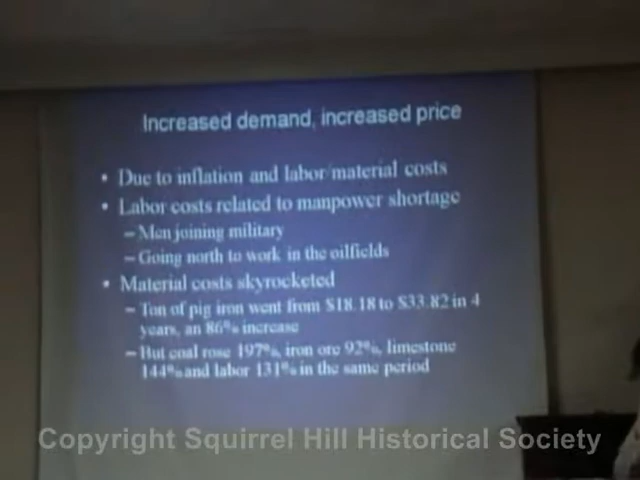 Increased demand, increased price
• Due to inflation and labor/material costs
• Labor costs related to manpower shortage
– Men joining military
– Going north to work in the oilfields
• Material costs skyrocketed
– Ton of pig iron went from $18.18 to $33.82 in 4
years, an 86% increase
– But coal rose 197%, iron ore 92%, limestone
144% and labor 131% in the same period
Copyright Squirrel Hill Historical Society